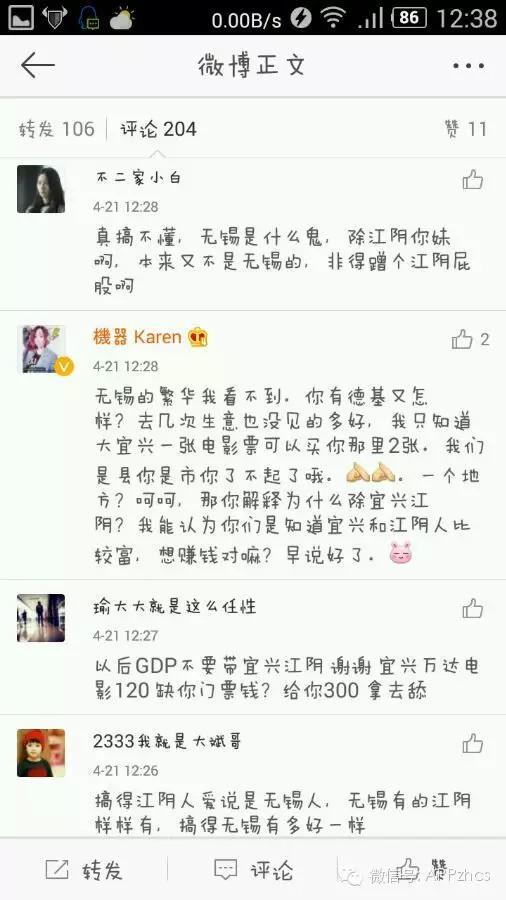 0.00B/s
86
12:38
微博正文
转发 106
评论 204
赞 11
不二家小白
4-21 12:28
真搞不懂，无锡是什么鬼，除江阴你妹
啊，本来又不是无锡的，非得蹭个江阴屁
股啊
機器 Karen
2
4-21 12:28
无锡的繁华我看不到．你有德基又怎
样？去几次生意也没见的多好，我只知道
大宜兴一张电影票可以买你那里2张．我们
是县你是市你了不起了哦．．一个地
方？呵呵，那你解释为什么除宜兴江
阴？我能认为你们是知道宜兴和江阴人比
较富，想赚钱对嘛？早说好了．
瑜大大就是这么任性
4-21 12:27
以后GDP不要带宜兴江阴 谢谢 宜兴万达电
影120 缺你门票钱？给你300 拿去舔
2333我就是大斌哥
4-21 12:26
搞得江阴人爱说是无锡人，无锡有的江阴
样样有，搞得无锡有多好一样
转发
评论
赞
微信号: APPzhcs